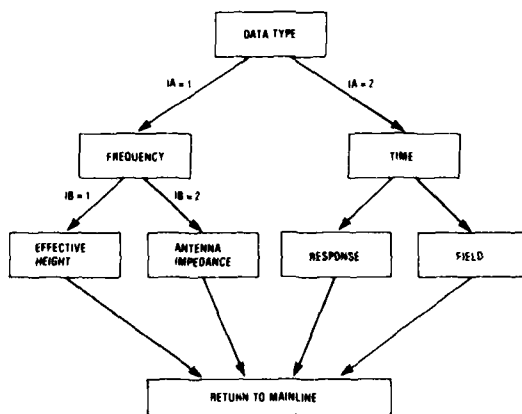 DATA TYPE
IA = 1
IA = 2
FREQUENCY
TIME
IB = 1
IB = 2
EFFECTIVE
HEIGHT
ANTENNA
IMPEDANCE
RESPONSE
FIELD
RETURN TO MAINLINE